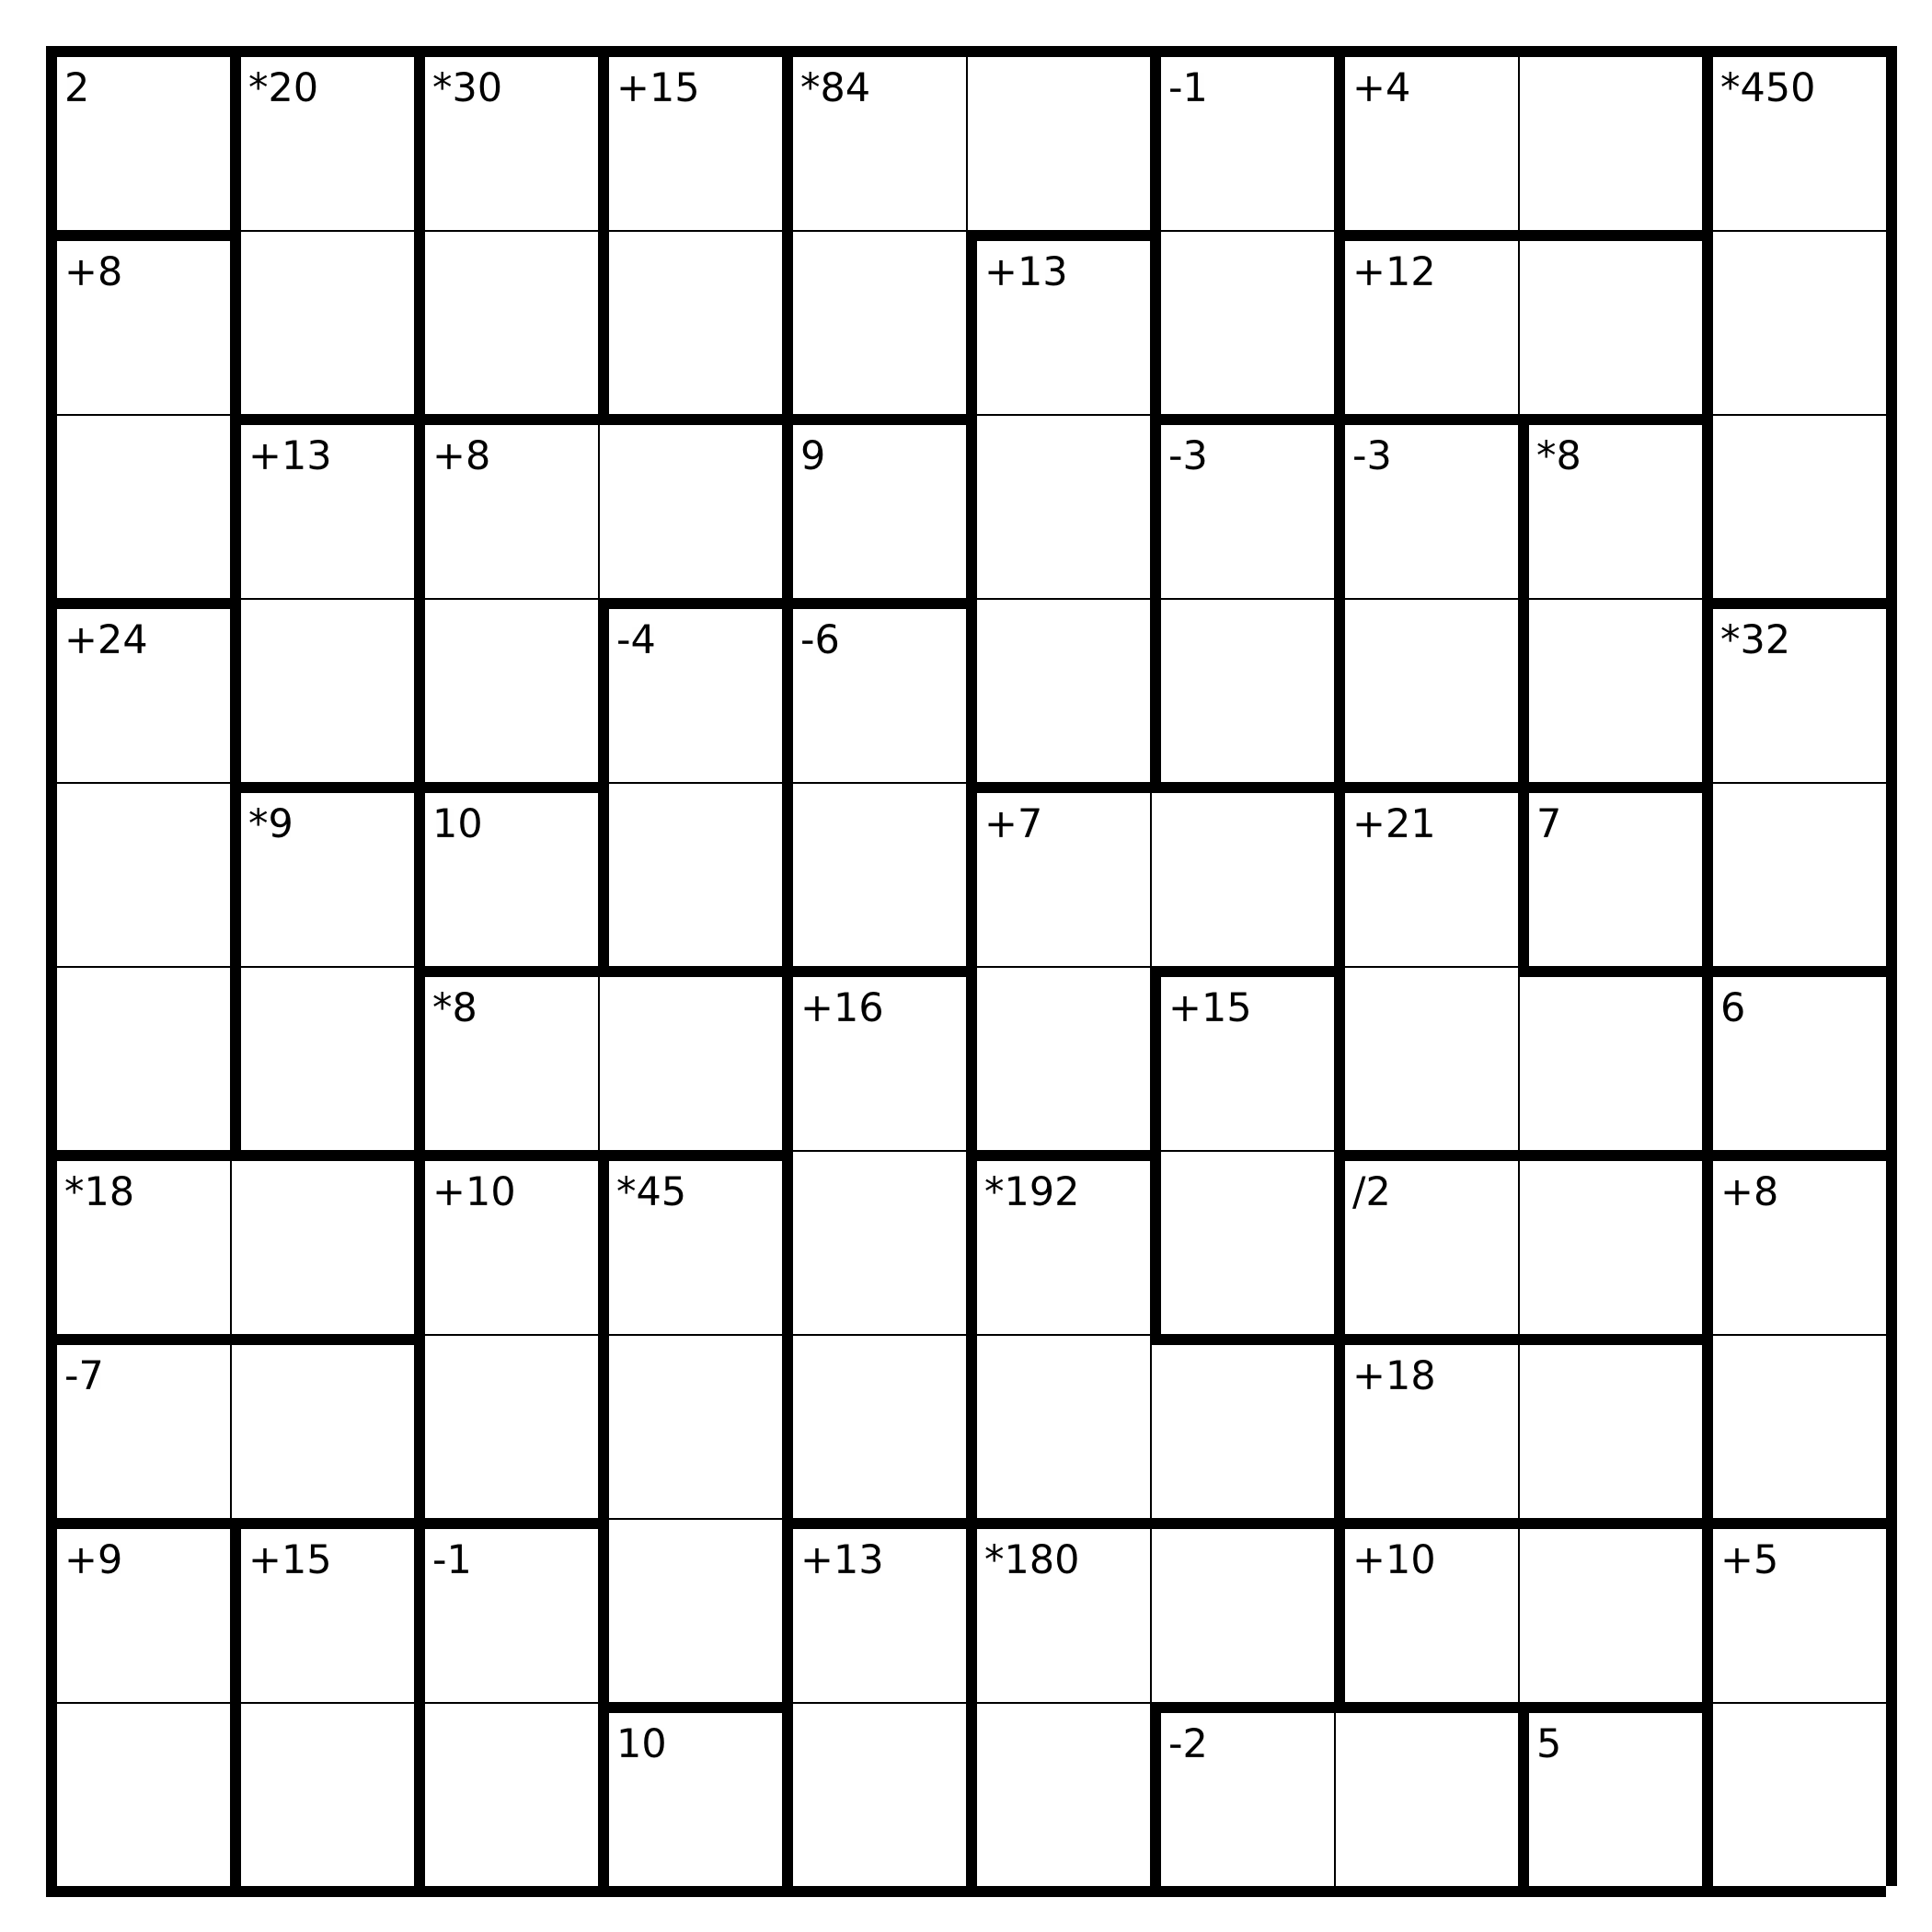 2 *20 *30 +15 *84 -1 +4 *450
+8 +13 +12
+13 +8 9 -3 -3 *8
+24 -4 -6 *32
*9 10 +7 +21 7
*8 +16 +15 6
*18 +10 *45 *192 /2 +8
-7 +18
+9 +15 -1 +13 *180 +10 +5
10 -2 5